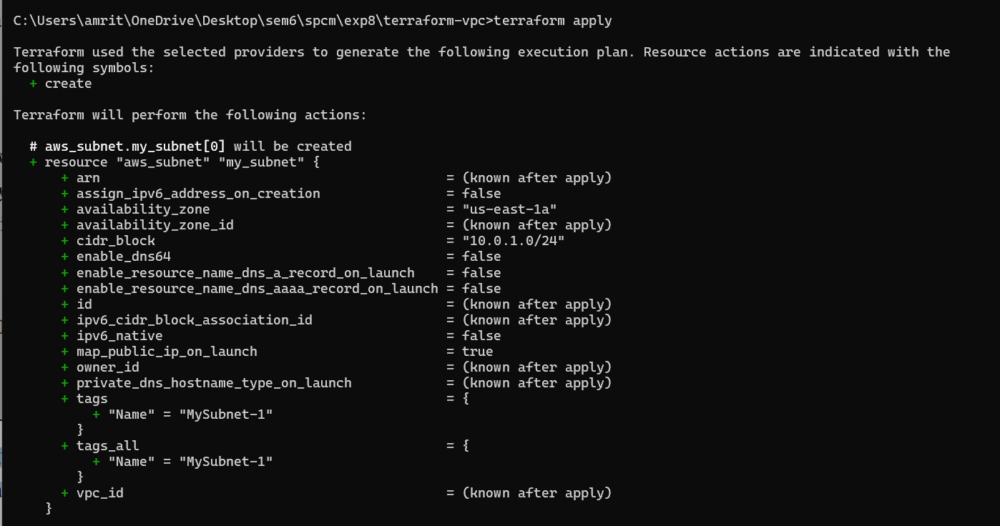 C:\Users\amrit\OneDrive\Desktop\sem6\spcm\exp8\terraform-vpc>terraform apply
Terraform used the selected providers to generate the following execution plan. Resource actions are indicated with the
following symbols:
  + create
Terraform will perform the following actions:
  # aws_subnet.my_subnet[0] will be created
  + resource "aws_subnet" "my_subnet" {
      + arn                                            = (known after apply)
      + assign_ipv6_address_on_creation                = false
      + availability_zone                              = "us-east-1a"
      + availability_zone_id                           = (known after apply)
      + cidr_block                                     = "10.0.1.0/24"
      + enable_dns64                                   = false
      + enable_resource_name_dns_a_record_on_launch    = false
      + enable_resource_name_dns_aaaa_record_on_launch = false
      + id                                             = (known after apply)
      + ipv6_cidr_block_association_id                 = (known after apply)
      + ipv6_native                                    = false
      + map_public_ip_on_launch                        = true
      + owner_id                                       = (known after apply)
      + private_dns_hostname_type_on_launch            = (known after apply)
      + tags                                           = {
          + "Name" = "MySubnet-1"
        }
      + tags_all                                       = {
          + "Name" = "MySubnet-1"
        }
      + vpc_id                                         = (known after apply)
    }